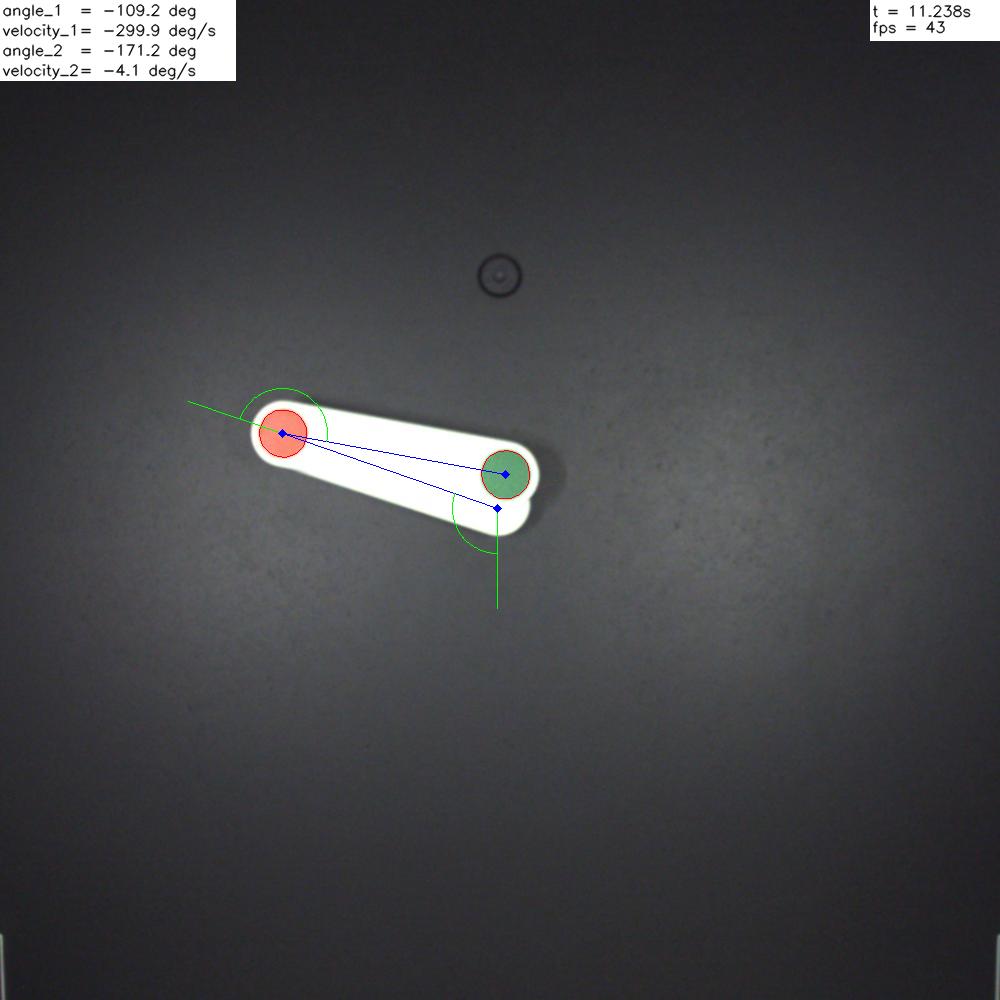 angle_1 = -109.2 deg
velocity_1= -299.9 deg/s
angle_2 = -171.2 deg
velocity_2= -4.1 deg/s
t = 11.238s
fps = 43